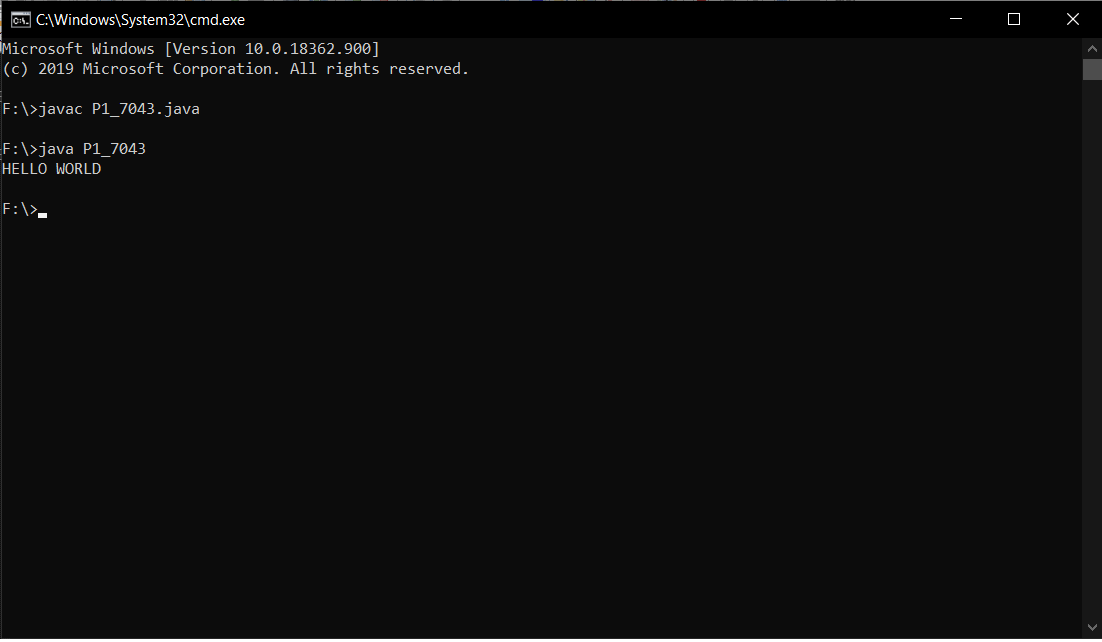 C:\Windows\System32\cmd.exe
Microsoft Windows [Version 10.0.18362.900]
(c) 2019 Microsoft Corporation. All rights reserved.
F:\>javac P1_7043.java
F:\>java P1_7043
HELLO WORLD
F:\>